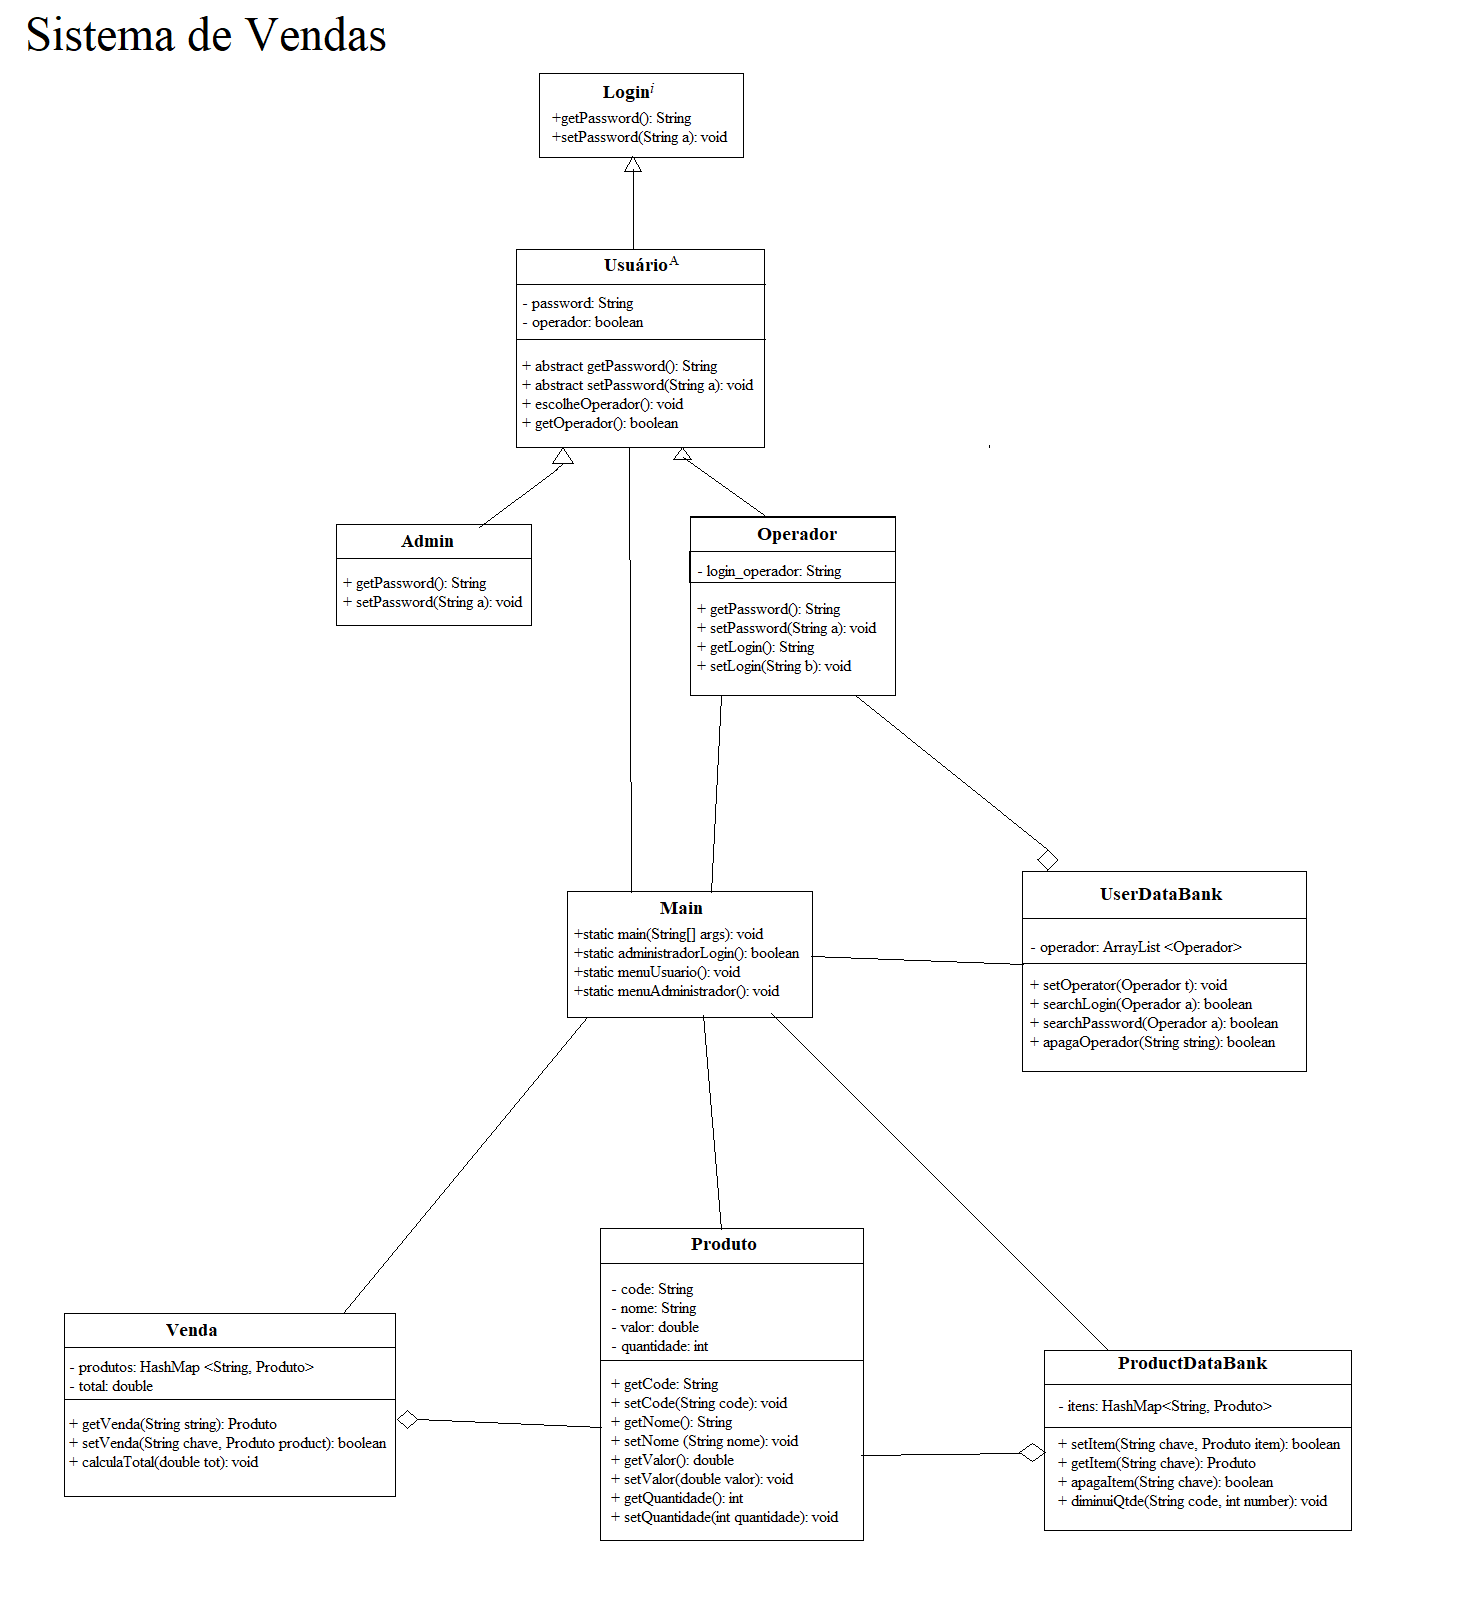 Sistema de Vendas
Loginⁱ
+getPassword(): String
+setPassword(String a): void
Usuárioᴬ
- password: String
- operador: boolean
+ abstract getPassword(): String
+ abstract setPassword(String a): void
+ escolheOperador(): void
+ getOperador(): boolean
Admin
+ getPassword(): String
+ setPassword(String a): void
Operador
- login_operador: String
+ getPassword(): String
+ setPassword(String a): void
+ getLogin(): String
+ setLogin(String b): void
Main
+static main(String[] args): void
+static administradorLogin(): boolean
+static menuUsuario(): void
+static menuAdministrador(): void
UserDataBank
- operador: ArrayList <Operador>
+ setOperator(Operador t): void
+ searchLogin(Operador a): boolean
+ searchPassword(Operador a): boolean
+ apagaOperador(String string): boolean
Venda
- produtos: HashMap <String, Produto>
- total: double
+ getVenda(String string): Produto
+ setVenda(String chave, Produto product): boolean
+ calculaTotal(double tot): void
Produto
- code: String
- nome: String
- valor: double
- quantidade: int
+ getCode: String
+ setCode(String code): void
+ getNome(): String
+ setNome (String nome): void
+ getValor(): double
+ setValor(double valor): void
+ getQuantidade(): int
+ setQuantidade(int quantidade): void
ProductDataBank
- itens: HashMap<String, Produto>
+ setItem(String chave, Produto item): boolean
+ getItem(String chave): Produto
+ apagaItem(String chave): boolean
+ diminuiQtde(String code, int number): void